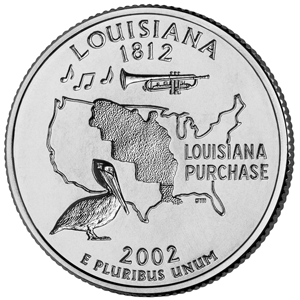 LOUISIANA
1812
LOUISIANA
PURCHASE
2002
E PLURIBUS UNUM